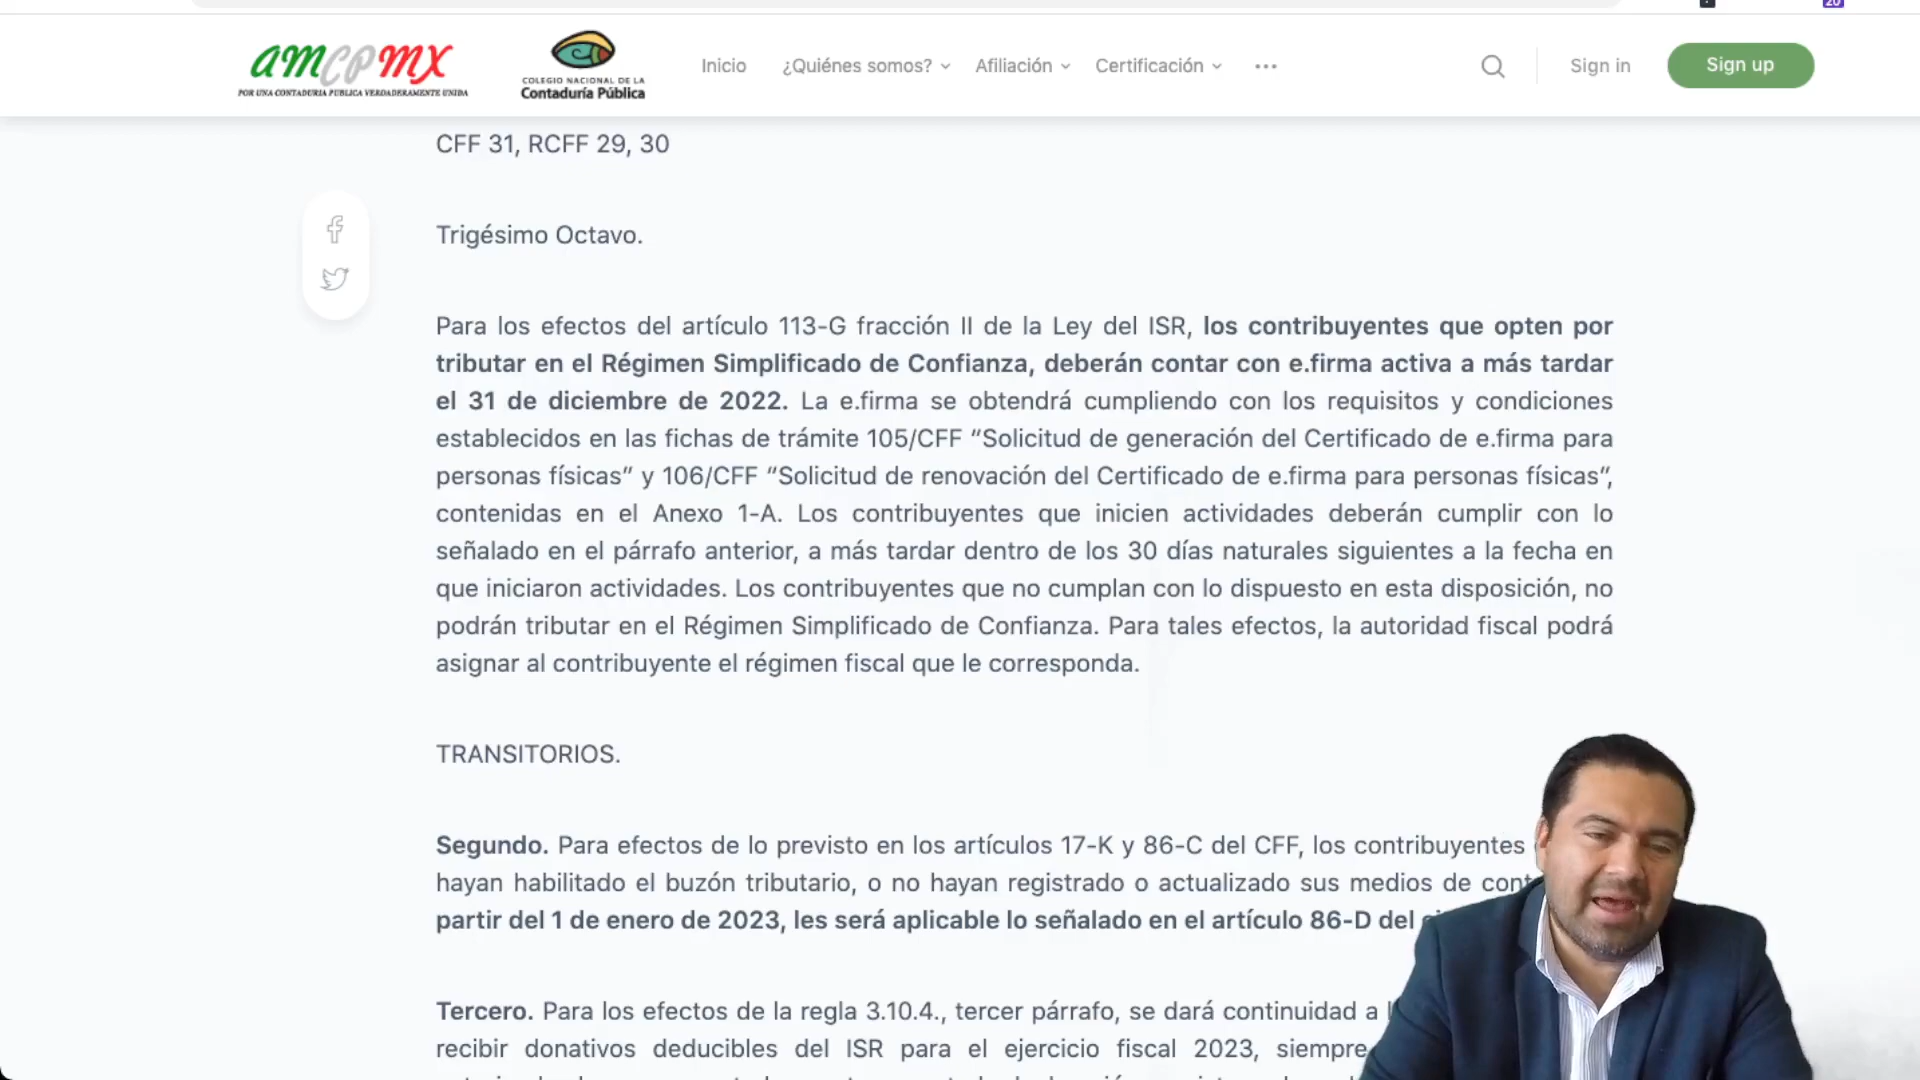 20
amcpmx
POR UNA CONTADURIA PUBLICA VERDADERAMENTE UNIDA
COLEGIO NACIONAL DE LA
Contaduría Pública
Inicio
¿Quiénes somos?
Afiliación
Certificación
Sign in
Sign up
CFF 31, RCFF 29, 30
Trigésimo Octavo.
Para los efectos del artículo 113-G fracción II de la Ley del ISR, los contribuyentes que opten por
tributar en el Régimen Simplificado de Confianza, deberán contar con e.firma activa a más tardar
el 31 de diciembre de 2022. La e.firma se obtendrá cumpliendo con los requisitos y condiciones
establecidos en las fichas de trámite 105/CFF “Solicitud de generación del Certificado de e.firma para
personas físicas” y 106/CFF “Solicitud de renovación del Certificado de e.firma para personas físicas”,
contenidas en el Anexo 1-A. Los contribuyentes que inicien actividades deberán cumplir con lo
señalado en el párrafo anterior, a más tardar dentro de los 30 días naturales siguientes a la fecha en
que iniciaron actividades. Los contribuyentes que no cumplan con lo dispuesto en esta disposición, no
podrán tributar en el Régimen Simplificado de Confianza. Para tales efectos, la autoridad fiscal podrá
asignar al contribuyente el régimen fiscal que le corresponda.
TRANSITORIOS.
Segundo. Para efectos de lo previsto en los artículos 17-K y 86-C del CFF, los contribuyentes
hayan habilitado el buzón tributario, o no hayan registrado o actualizado sus medios de cont
partir del 1 de enero de 2023, les será aplicable lo señalado en el artículo 86-D del
Tercero. Para los efectos de la regla 3.10.4., tercer párrafo, se dará continuidad a
recibir donativos deducibles del ISR para el ejercicio fiscal 2023, siempre